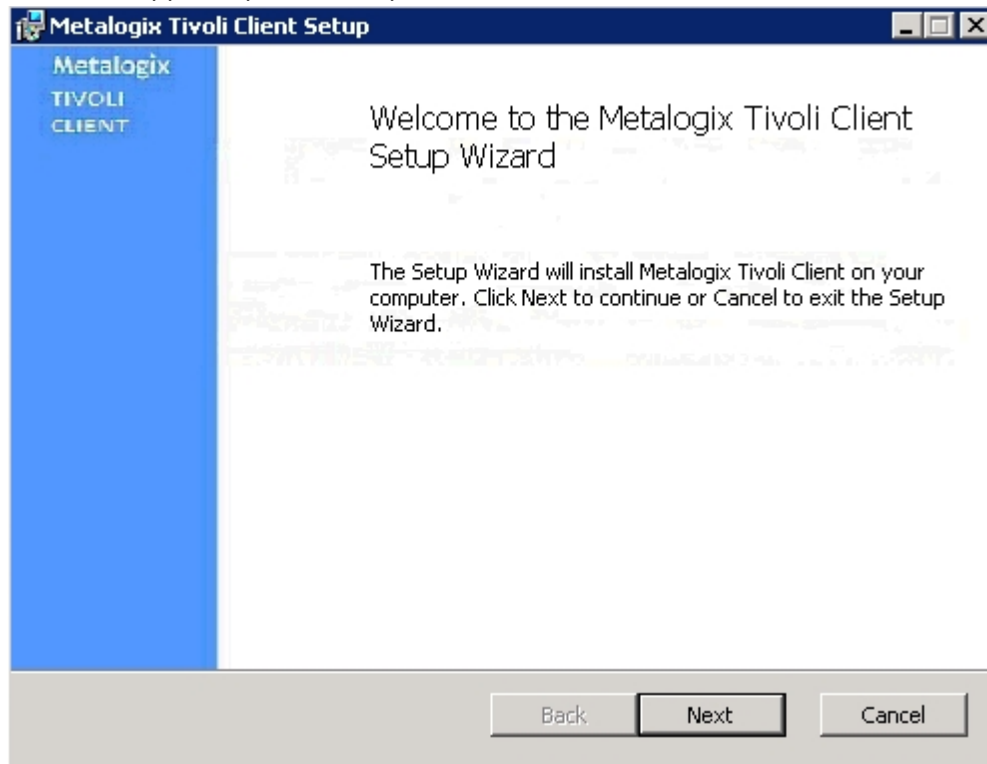 Metalogix Tivoli Client Setup
Metalogix
TIVOLI
CLIENT
Welcome to the Metalogix Tivoli Client
Setup Wizard
The Setup Wizard will install Metalogix Tivoli Client on your
computer. Click Next to continue or Cancel to exit the Setup
Wizard.
Back Next Cancel